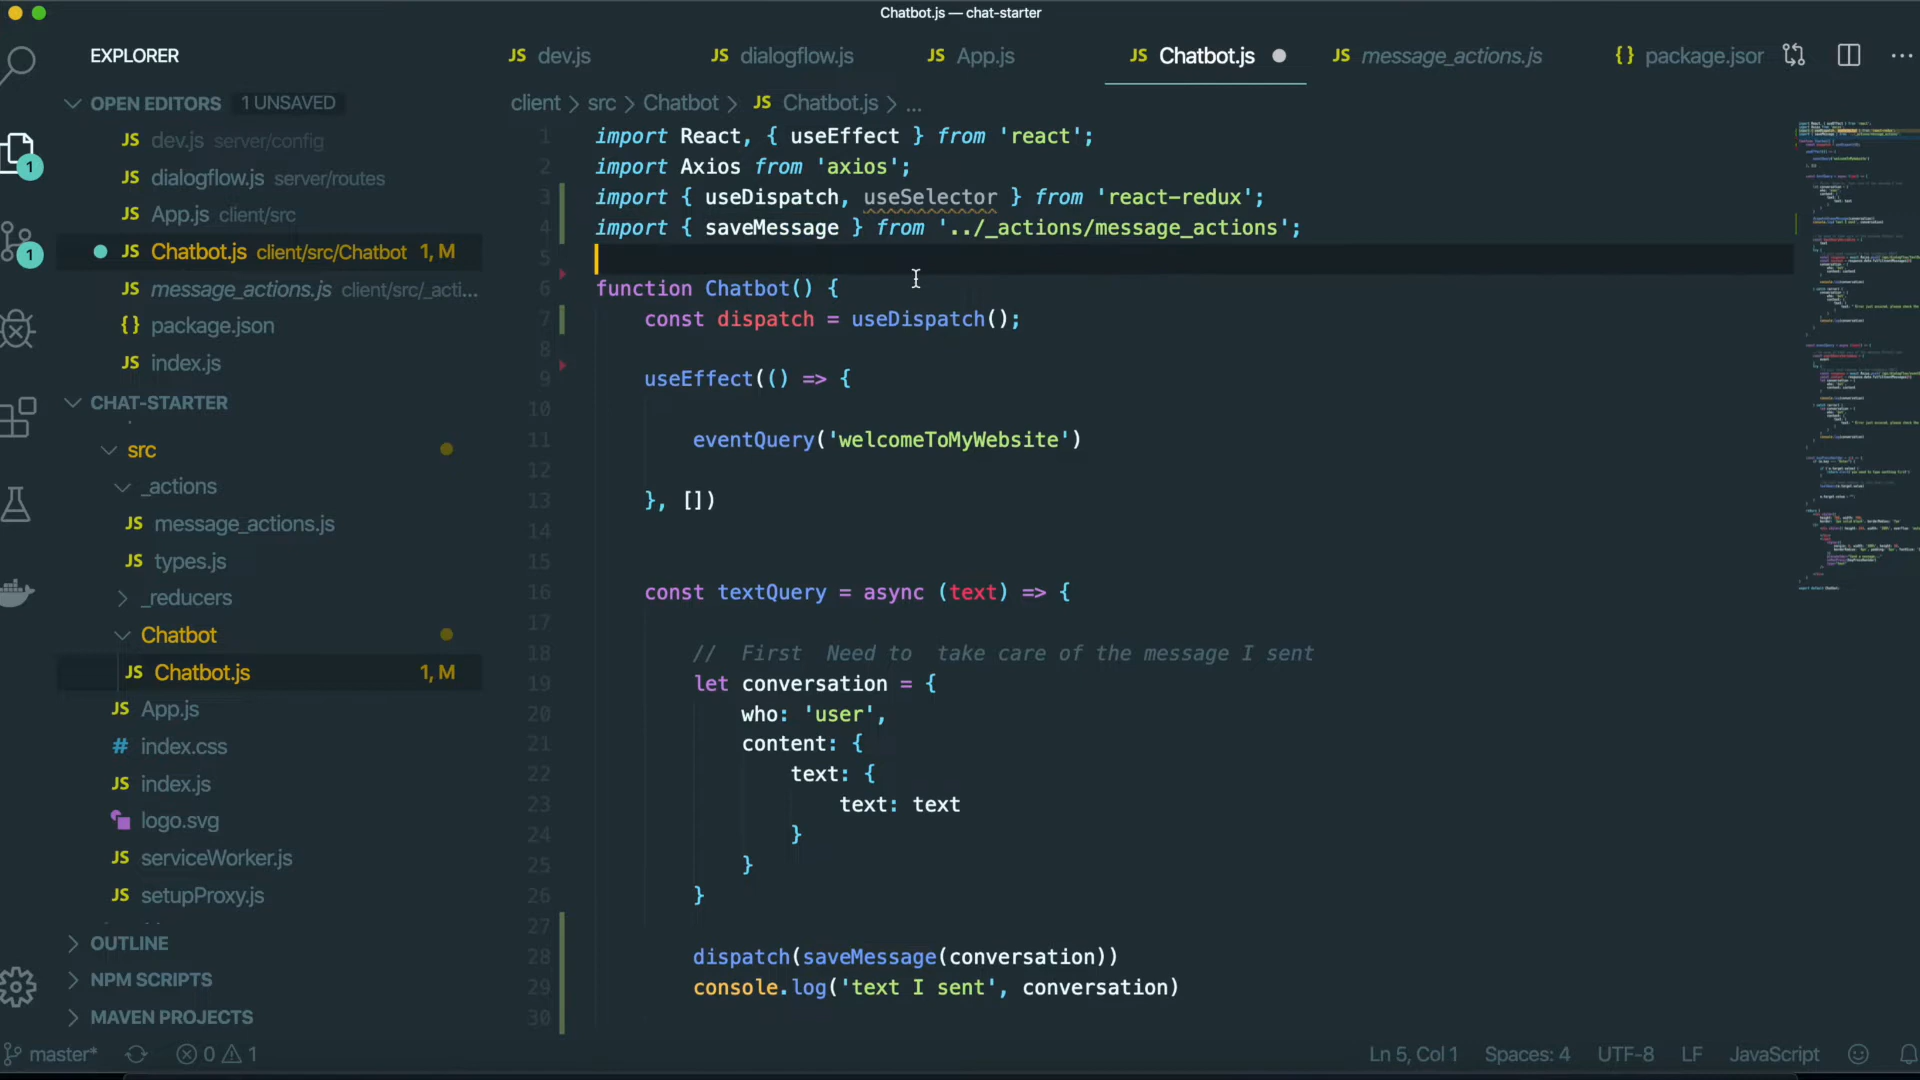 Chatbot.js — chat-starter
EXPLORER
JS dev.js
JS dialogflow.js
JS App.js
JS Chatbot.js
JS message_actions.js
{} package.jsor
OPEN EDITORS 1 UNSAVED
JS dev.js server/config
JS dialogflow.js server/routes
JS App.js client/src
JS Chatbot.js client/src/Chatbot 1, M
JS message_actions.js client/src/_acti...
{} package.json
JS index.js
CHAT-STARTER
src
_actions
JS message_actions.js
JS types.js
_reducers
Chatbot
JS Chatbot.js 1, M
JS App.js
# index.css
JS index.js
logo.svg
JS serviceWorker.js
JS setupProxy.js
OUTLINE
NPM SCRIPTS
MAVEN PROJECTS
1
1
client > src > Chatbot > JS Chatbot.js > ...
1 import React, { useEffect } from 'react';
2 import Axios from 'axios';
3 import { useDispatch, useSelector } from 'react-redux';
4 import { saveMessage } from '../_actions/message_actions';
5
6 function Chatbot() {
7 const dispatch = useDispatch();
8
9 useEffect(() => {
10
11 eventQuery('welcomeToMyWebsite')
12
13 }, [])
14
15
16 const textQuery = async (text) => {
17
18 // First Need to take care of the message I sent
19 let conversation = {
20 who: 'user',
21 content: {
22 text: {
23 text: text
24 }
25 }
26 }
27
28 dispatch(saveMessage(conversation))
29 console.log('text I sent', conversation)
30
master* 0 1
Ln 5, Col 1 Spaces: 4 UTF-8 LF JavaScript